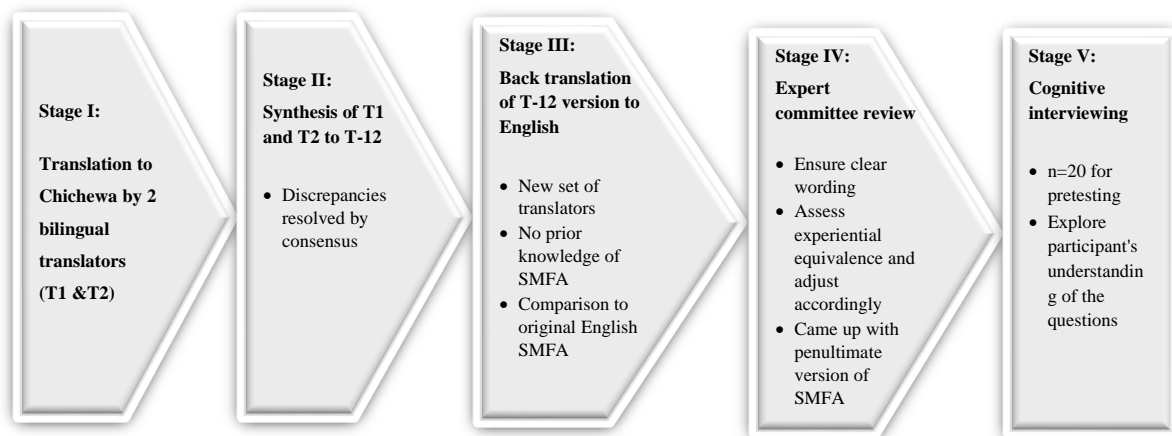 Stage I:
Translation to
Chichewa by 2
bilingual
translators
(T1 &T2)
Stage II:
Synthesis of T1
and T2 to T-12
• Discrepancies
resolved by
consensus
Stage III:
Back translation
of T-12 version to
English
• New set of
translators
• No prior
knowledge of
SMFA
• Comparison to
original English
SMFA
Stage IV:
Expert
committee review
• Ensure clear
wording
• Assess
experiential
equivalence and
adjust
accordingly
• Came up with
penultimate
version of
SMFA
Stage V:
Cognitive
interviewing
• n=20 for
pretesting
• Explore
participant's
understandin
g of the
questions